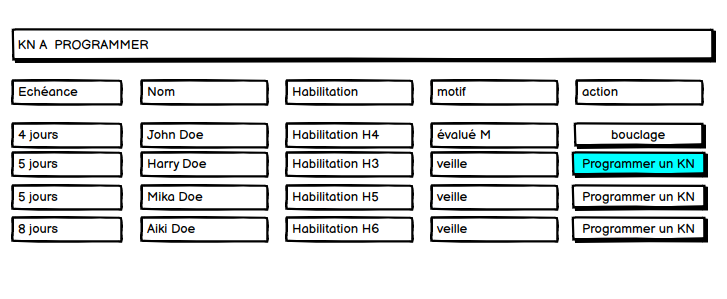 KN A PROGRAMMER
Echéance Nom Habilitation motif action
4 jours John Doe Habilitation H4 évalué M bouclage
5 jours Harry Doe Habilitation H3 veille Programmer un KN
5 jours Mika Doe Habilitation H5 veille Programmer un KN
8 jours Aiki Doe Habilitation H6 veille Programmer un KN